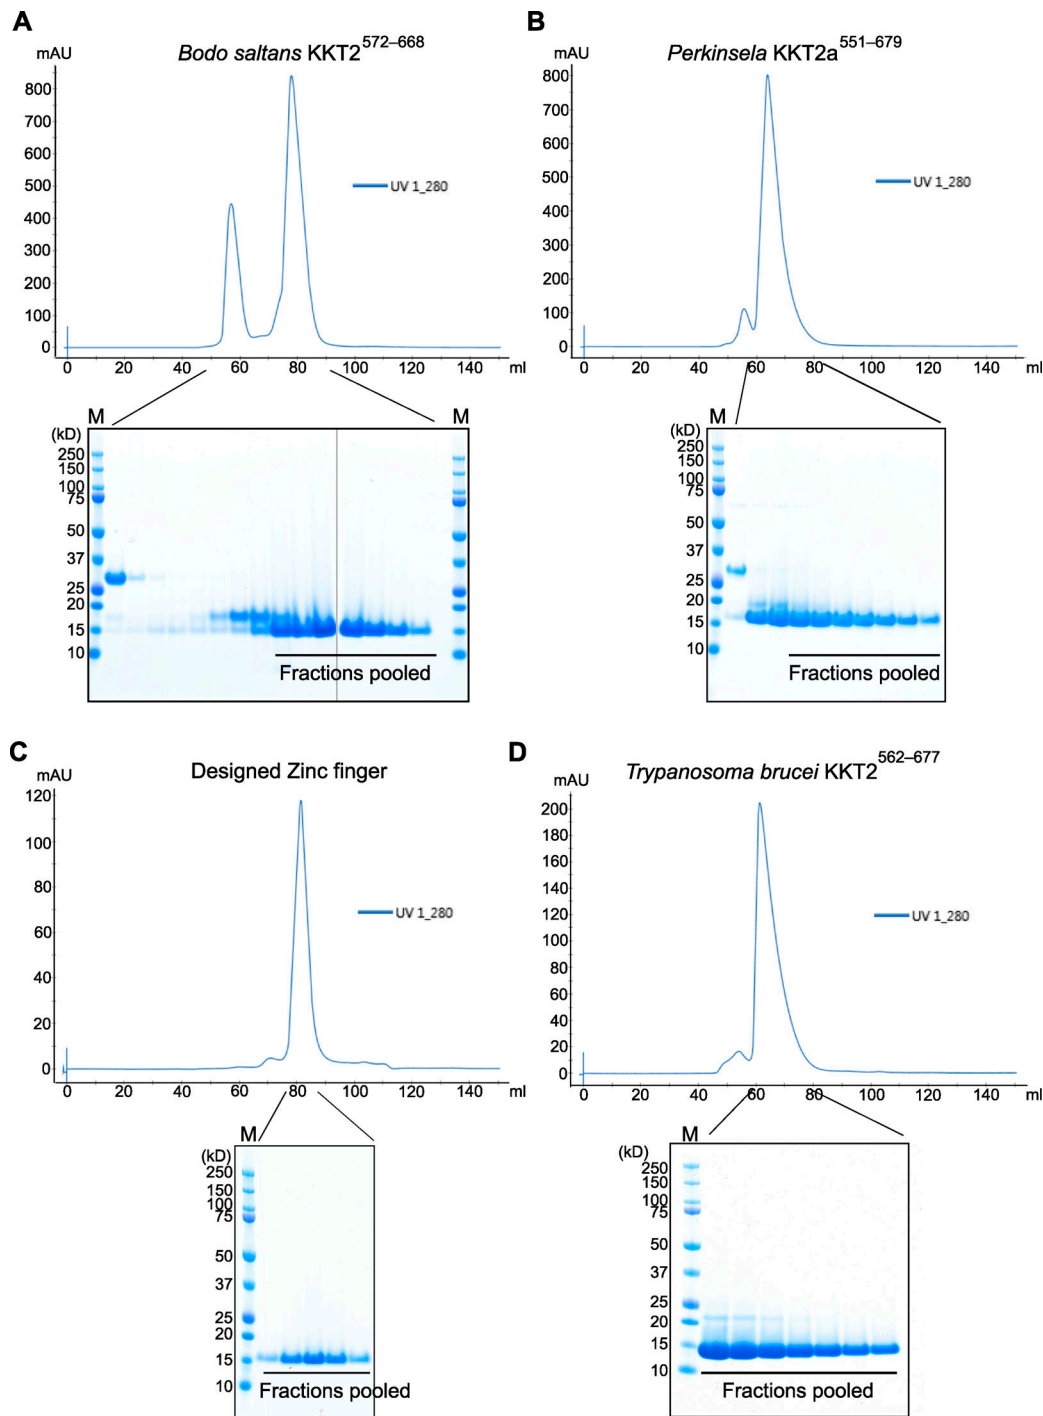 A
Bodo saltans KKT2572–668
mAU
800
700
600
500
400
300
200
100
0
UV 1_280
0 20 40 60 80 100 120 140 ml
M M
(kD)
250
150
100
75
50
37
25
20
15
10
Fractions pooled
B
Perkinsela KKT2a551–679
mAU
800
700
600
500
400
300
200
100
0
UV 1_280
0 20 40 60 80 100 120 140 ml
M
(kD)
250
150
100
75
50
37
25
20
15
10
Fractions pooled
C
Designed Zinc finger
mAU
120
100
80
60
40
20
0
UV 1_280
0 20 40 60 80 100 120 140 ml
M
(kD)
250
150
100
75
50
37
25
20
15
10
Fractions pooled
D
Trypanosoma brucei KKT2562–677
mAU
200
180
160
140
120
100
80
60
40
20
0
UV 1_280
0 20 40 60 80 100 120 140 ml
M
(kD)
250
150
100
75
50
37
25
20
15
10
Fractions pooled